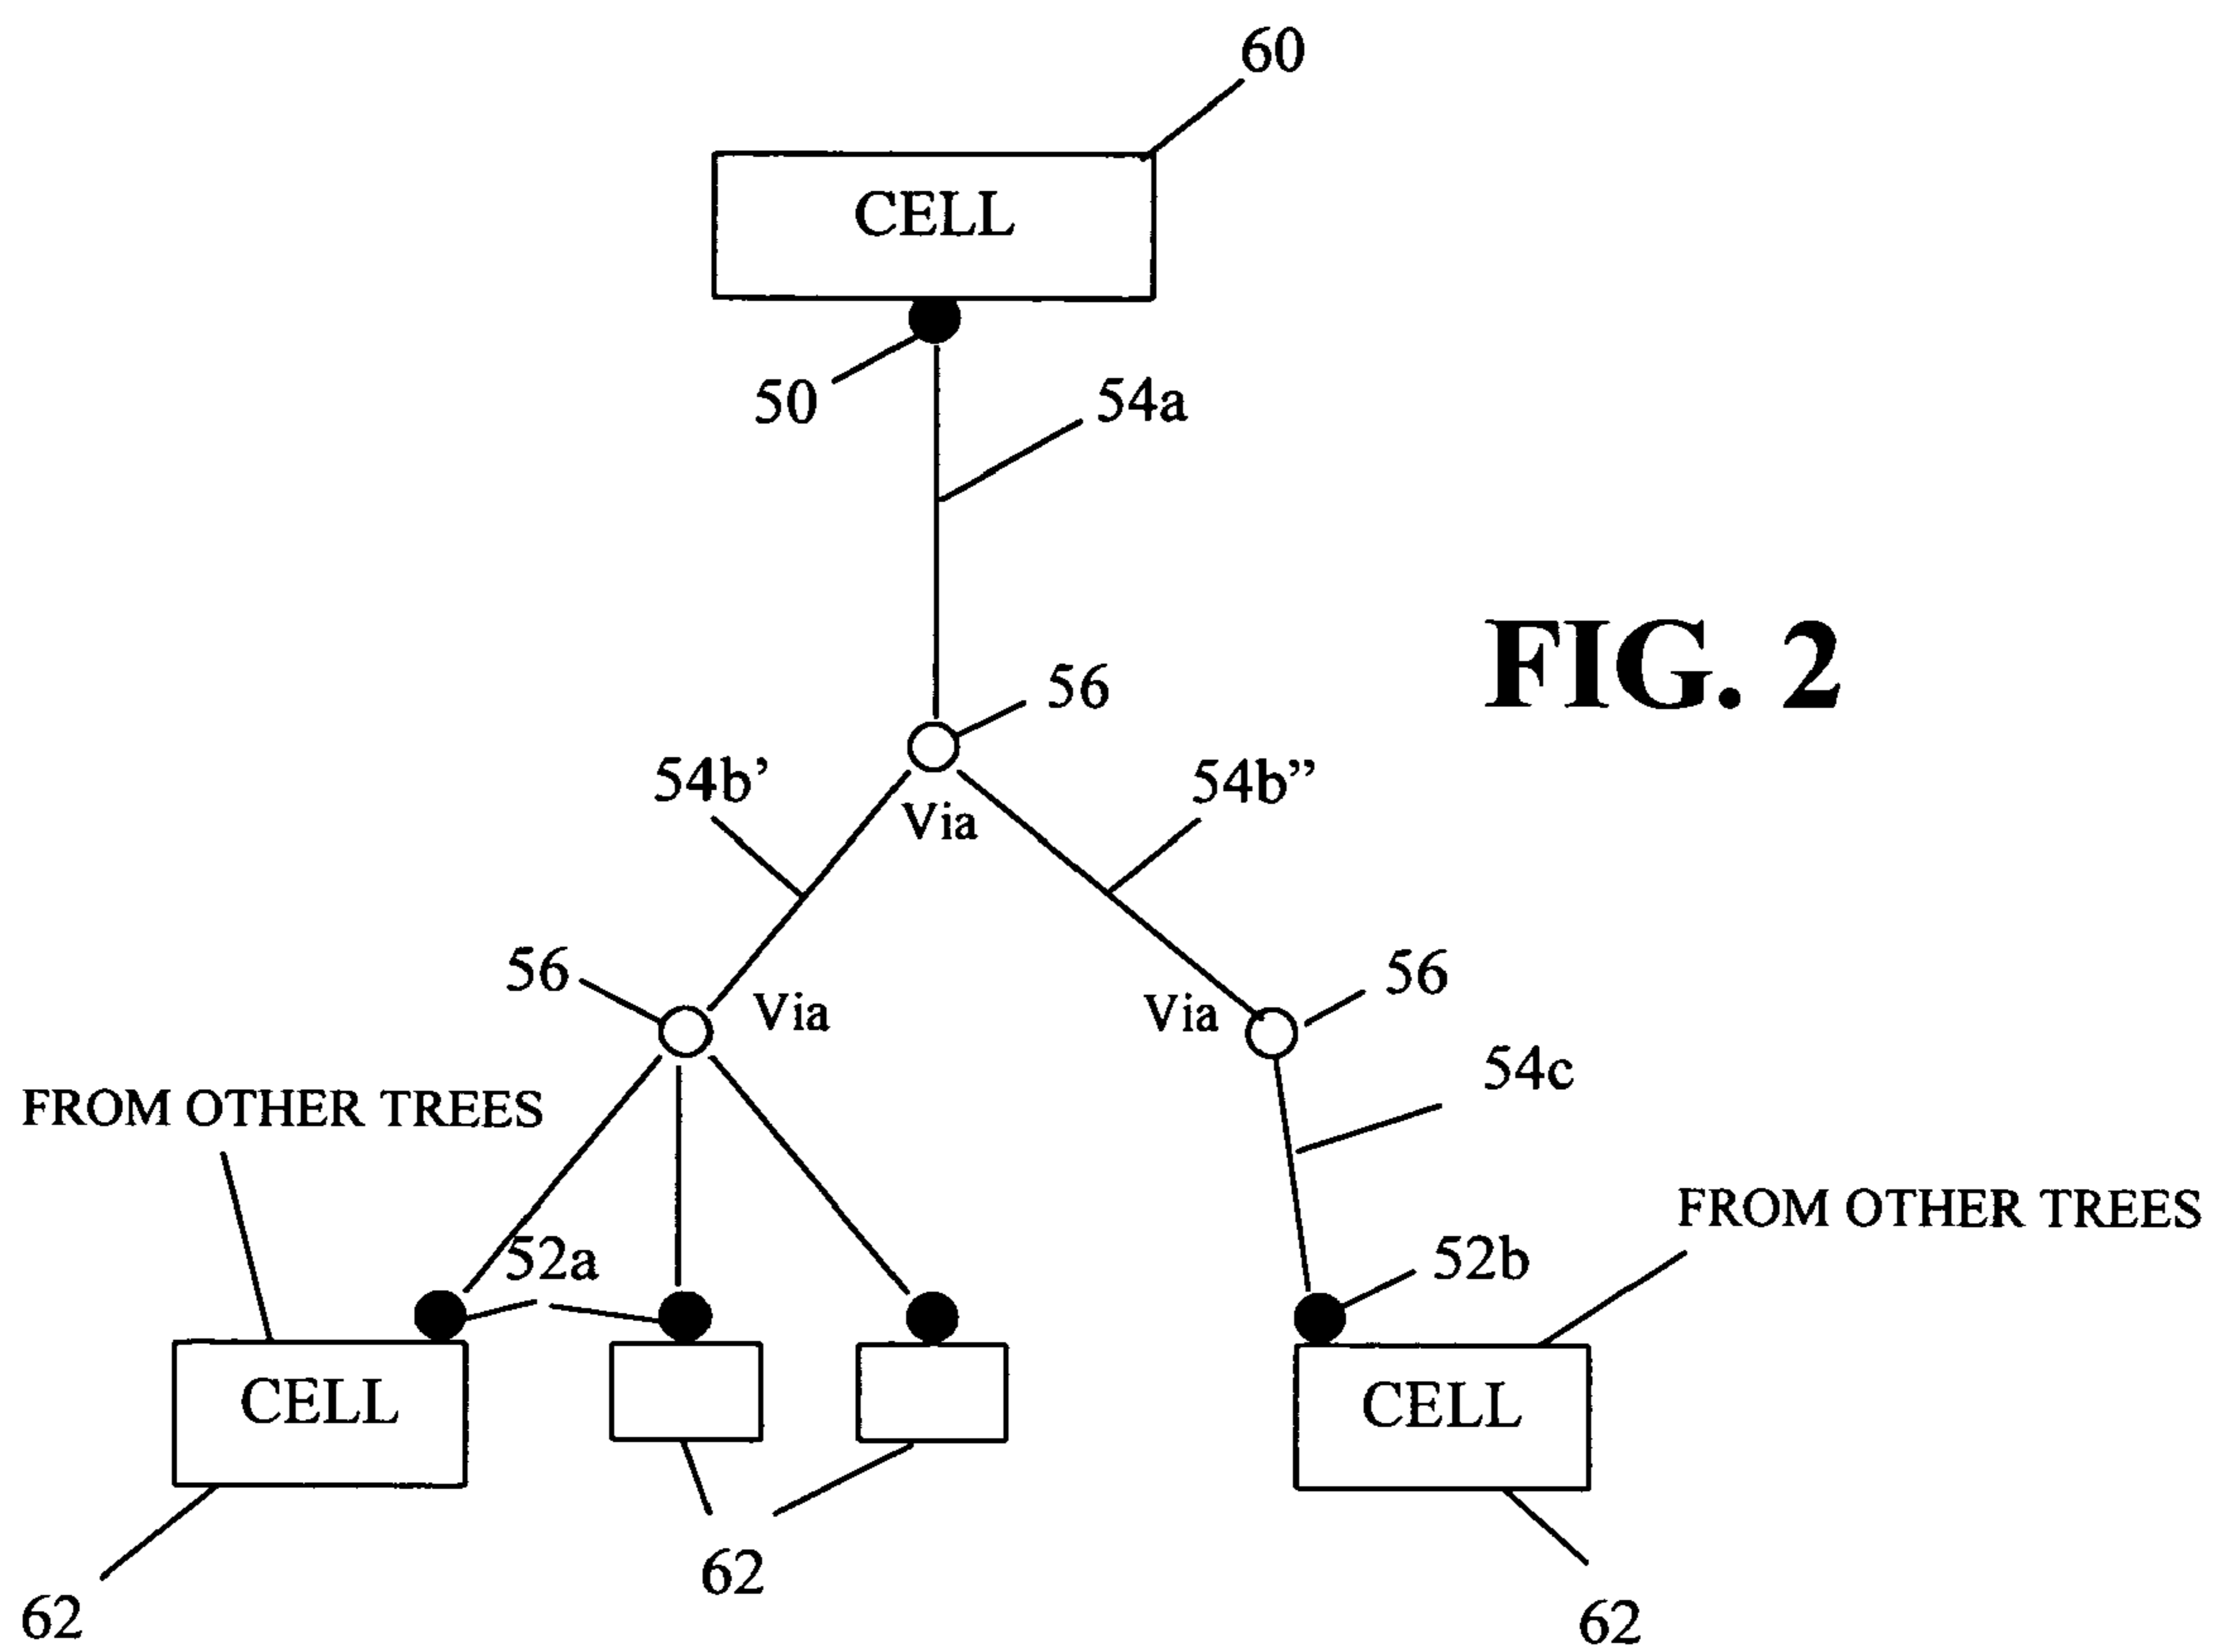 60
CELL
50
54a
FIG. 2
56
54b’
54b”
Via
56
Via
Via
56
54c
FROM OTHER TREES
FROM OTHER TREES
52a
52b
CELL
CELL
62
62
62